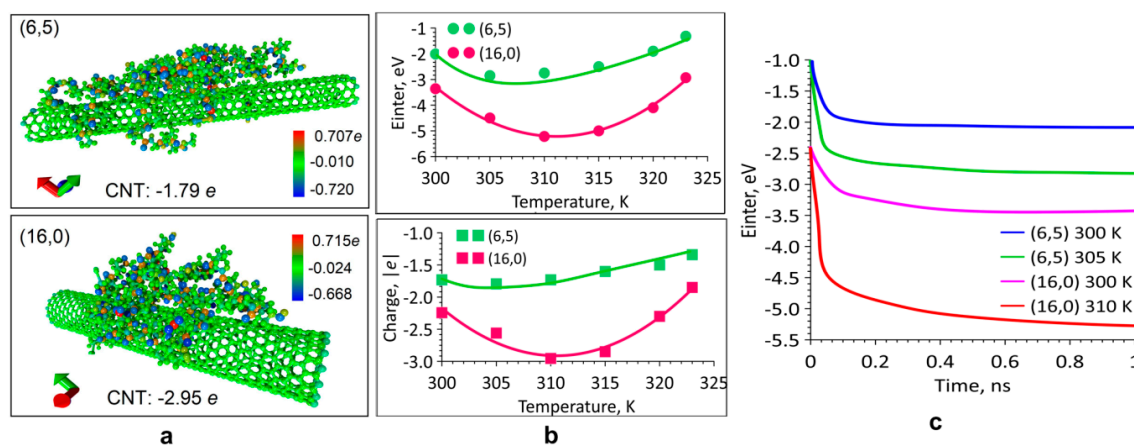 (6,5)
0.707e
-0.010
-0.720
CNT: -1.79 e
(16,0)
0.715e
-0.024
-0.668
CNT: -2.95 e
a
Einter, eV
-1
-2
-3
-4
-5
-6
(6,5)
(16,0)
300 305 310 315 320 325
Temperature, K
Charge, |e|
-1.0
-1.5
-2.0
-2.5
-3.0
(6,5)
(16,0)
300 305 310 315 320 325
Temperature, K
b
Einter, eV
-1.0
-1.5
-2.0
-2.5
-3.0
-3.5
-4.0
-4.5
-5.0
-5.5
(6,5) 300 K
(6,5) 305 K
(16,0) 300 K
(16,0) 310 K
0 0.2 0.4 0.6 0.8 1
Time, ns
c